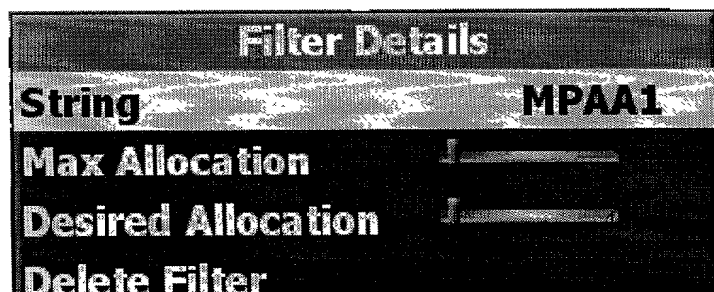 Filter Details
String MPAA1
Max Allocation
Desired Allocation
Delete Filter